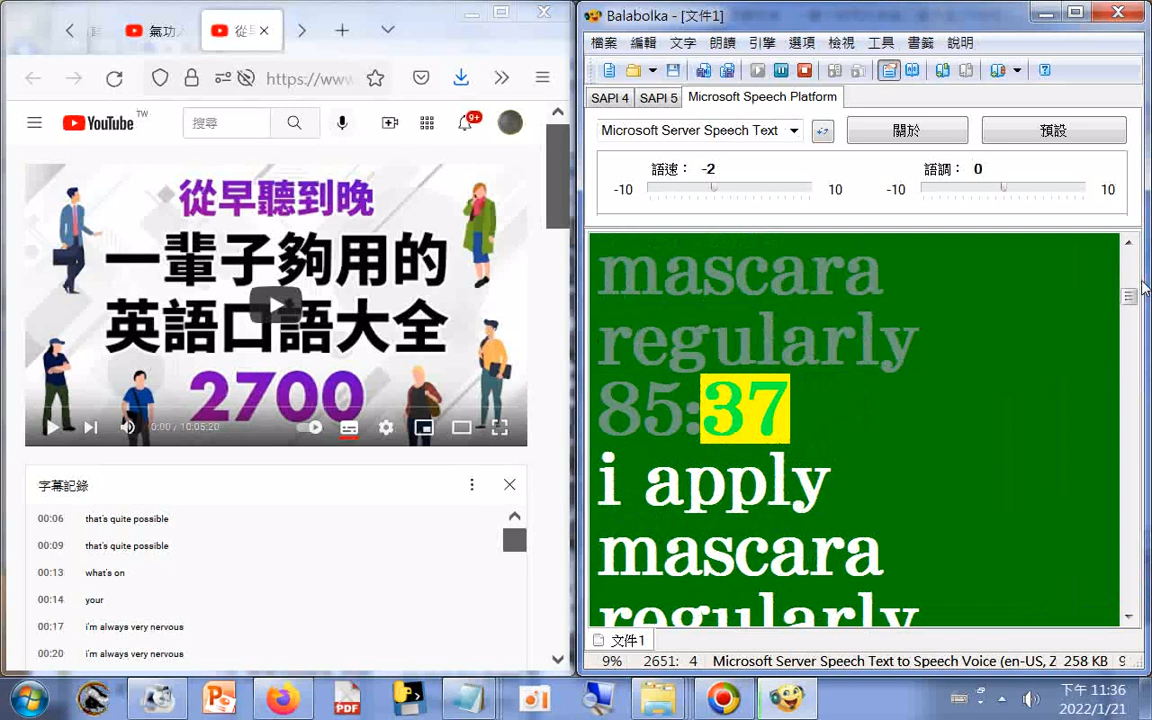 氣功
從
https://www
YouTube TW
搜尋
9+
從早聽到晚
一輩子夠用的
英語口語大全
2700
0:00 / 10:05:20
字幕記錄
00:06 that's quite possible
00:09 that's quite possible
00:13 what's on
00:14 your
00:17 i'm always very nervous
00:20 i'm always very nervous
Balabolka - [文件1]
檔案 編輯 文字 朗讀 引擎 選項 檢視 工具 書籤 說明
SAPI 4 SAPI 5 Microsoft Speech Platform
Microsoft Server Speech Text 關於 預設
語速： -2 語調： 0
-10 10 -10 10
mascara
regularly
85:37
i apply
mascara
regularly
文件1
9% 2651: 4 Microsoft Server Speech Text to Speech Voice (en-US, Z 258 KB 9
PDF
下午 11:36
2022/1/21